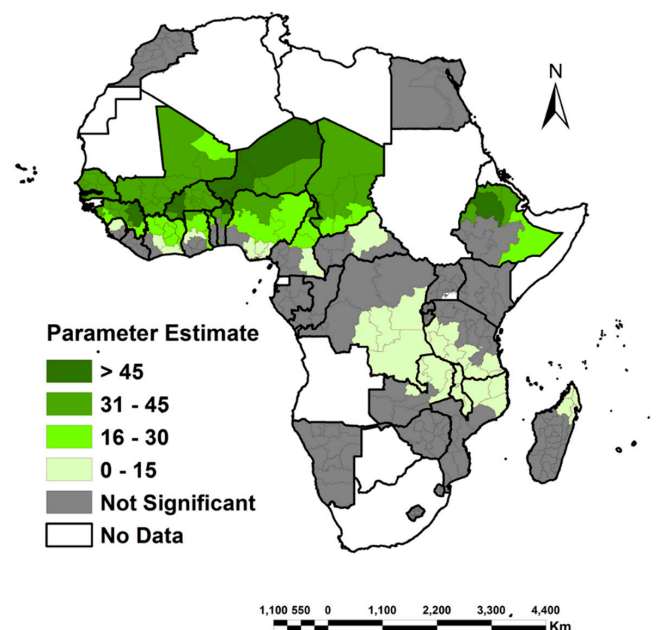 N
Parameter Estimate
> 45
31 - 45
16 - 30
0 - 15
Not Significant
No Data
1,100 550 0 1,100 2,200 3,300 4,400
Km